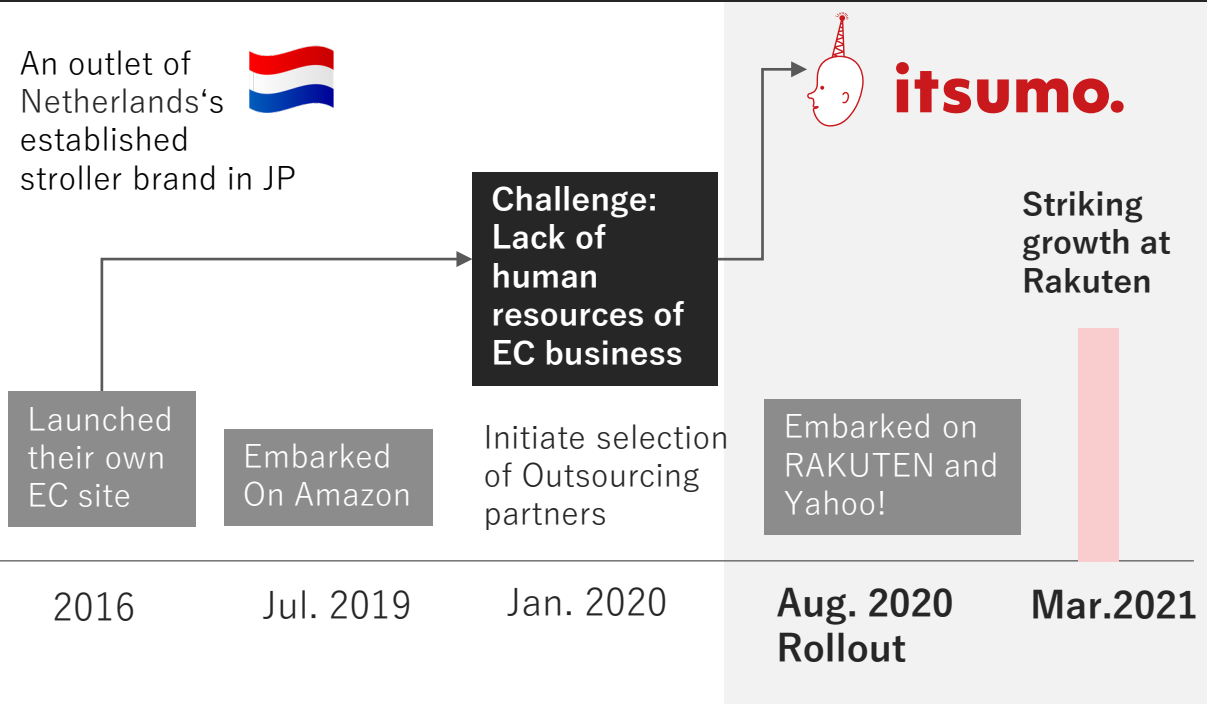 An outlet of
Netherlands‘s
established
stroller brand in JP
itsumo.
Challenge:
Lack of
human
resources of
EC business
Striking
growth at
Rakuten
Launched
their own
EC site
Embarked
On Amazon
Initiate selection
of Outsourcing
partners
Embarked on
RAKUTEN and
Yahoo!
2016
Jul. 2019
Jan. 2020
Aug. 2020
Rollout
Mar.2021